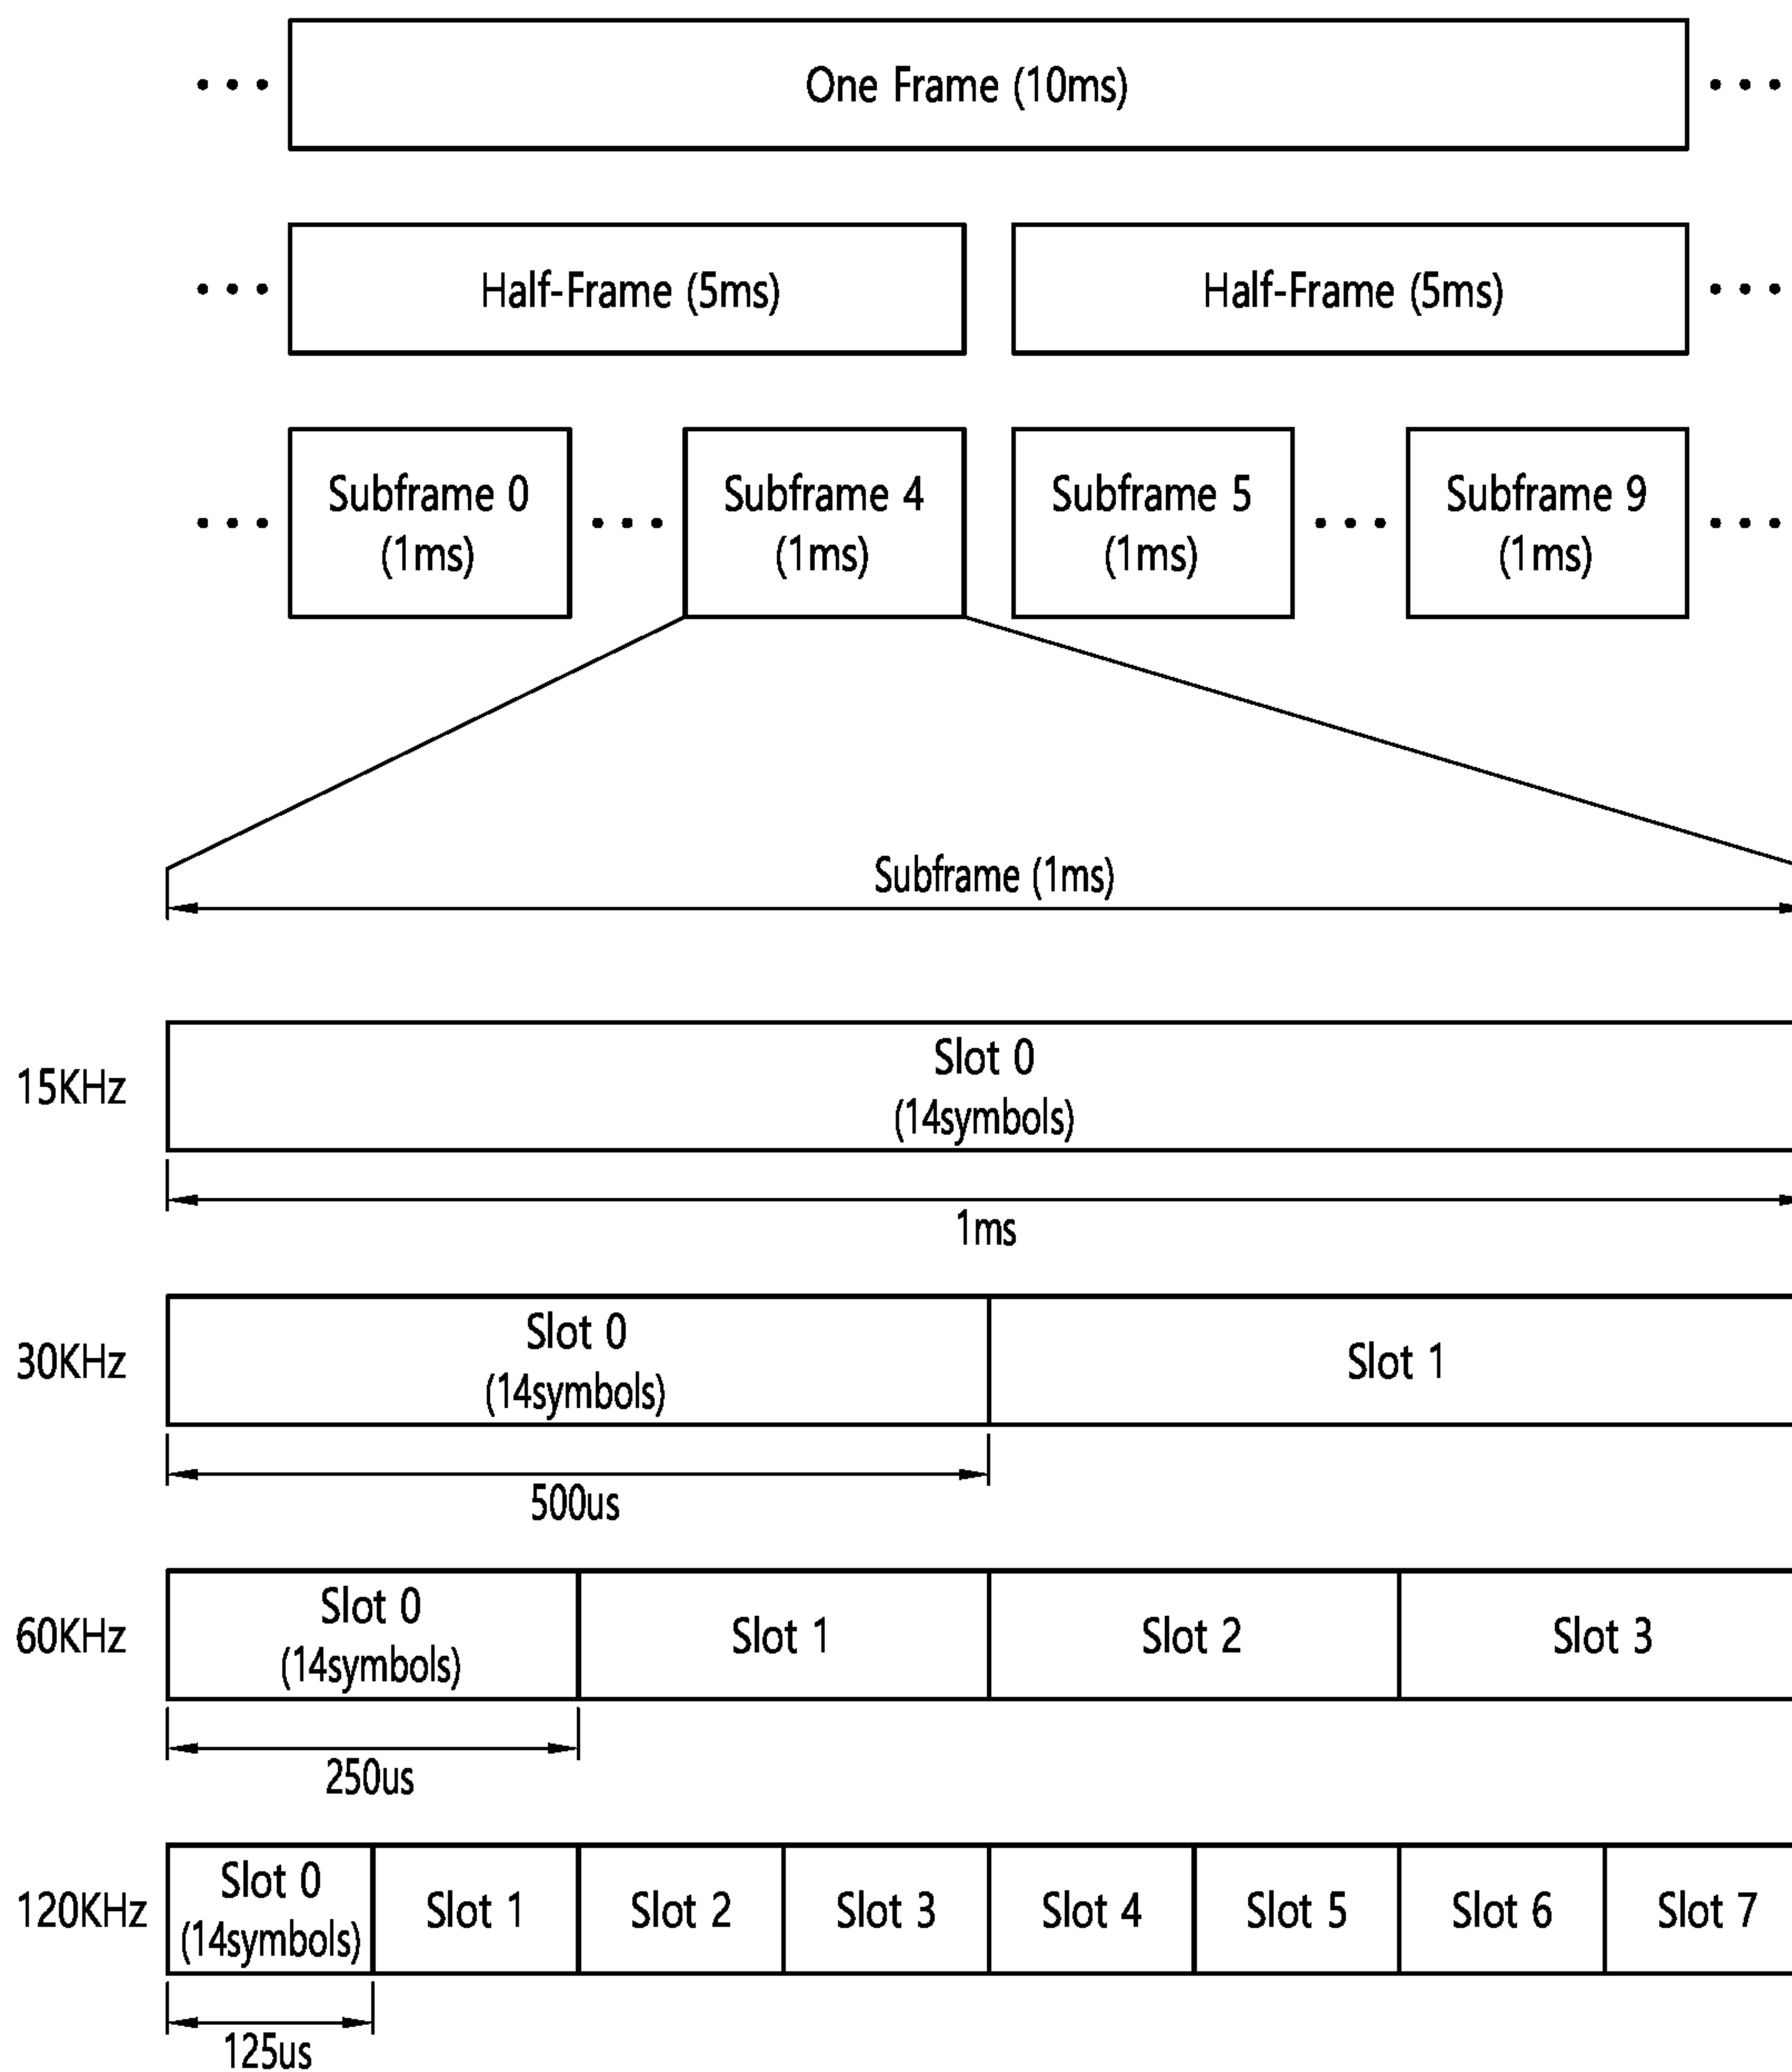 One Frame (10ms)
Half-Frame (5ms)
Half-Frame (5ms)
Subframe 0
(1ms)
Subframe 4
(1ms)
Subframe 5
(1ms)
Subframe 9
(1ms)
Subframe (1ms)
15KHz
Slot 0
(14symbols)
1ms
30KHz
Slot 0
(14symbols)
Slot 1
500us
60KHz
Slot 0
(14symbols)
Slot 1
Slot 2
Slot 3
250us
120KHz
Slot 0
(14symbols)
Slot 1
Slot 2
Slot 3
Slot 4
Slot 5
Slot 6
Slot 7
125us